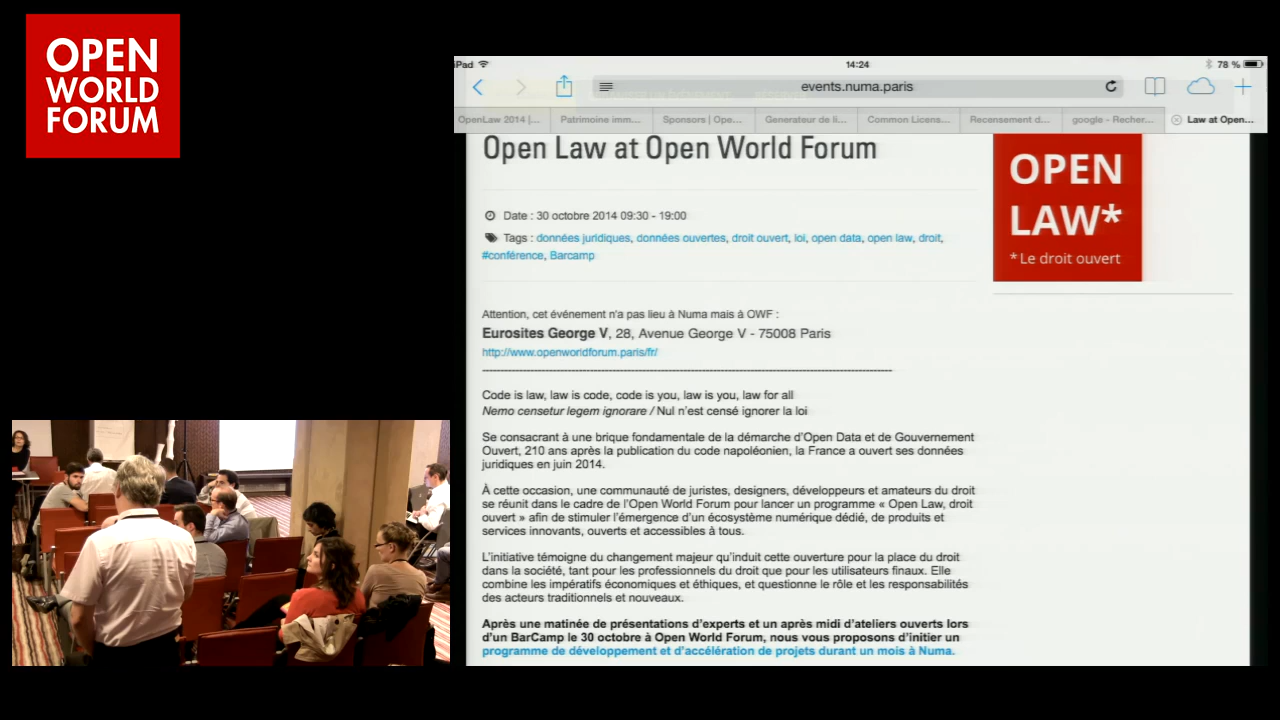 OPEN
WORLD
FORUM
iPad
14:24
78 %
events.numa.paris
OpenLaw 2014 |...
Patrimoine imm...
Sponsors | Ope...
Generateur de li...
Common Licens...
Recensement d...
google - Recher...
Law at Open...
Open Law at Open World Forum
Date : 30 octobre 2014 09:30 - 19:00
Tags : données juridiques, données ouvertes, droit ouvert, loi, open data, open law, droit,
#conférence, Barcamp
OPEN
LAW*
* Le droit ouvert
Attention, cet événement n'a pas lieu à Numa mais à OWF :
Eurosites George V, 28, Avenue George V - 75008 Paris
http://www.openworldforum.paris/fr/
Code is law, law is code, code is you, law is you, law for all
Nemo censetur legem ignorare / Nul n'est censé ignorer la loi
Se consacrant à une brique fondamentale de la démarche d'Open Data et de Gouvernement
Ouvert, 210 ans après la publication du code napoléonien, la France a ouvert ses données
juridiques en juin 2014.
À cette occasion, une communauté de juristes, designers, développeurs et amateurs du droit
se réunit dans le cadre de l'Open World Forum pour lancer un programme « Open Law, droit
ouvert » afin de stimuler l'émergence d'un écosystème numérique dédié, de produits et
services innovants, ouverts et accessibles à tous.
L'initiative témoigne du changement majeur qu'induit cette ouverture pour la place du droit
dans la société, tant pour les professionnels du droit que pour les utilisateurs finaux. Elle
combine les impératifs économiques et éthiques, et questionne le rôle et les responsabilités
des acteurs traditionnels et nouveaux.
Après une matinée de présentations d'experts et un après midi d'ateliers ouverts lors
d'un BarCamp le 30 octobre à Open World Forum, nous vous proposons d'initier un
programme de développement et d'accélération de projets durant un mois à Numa.